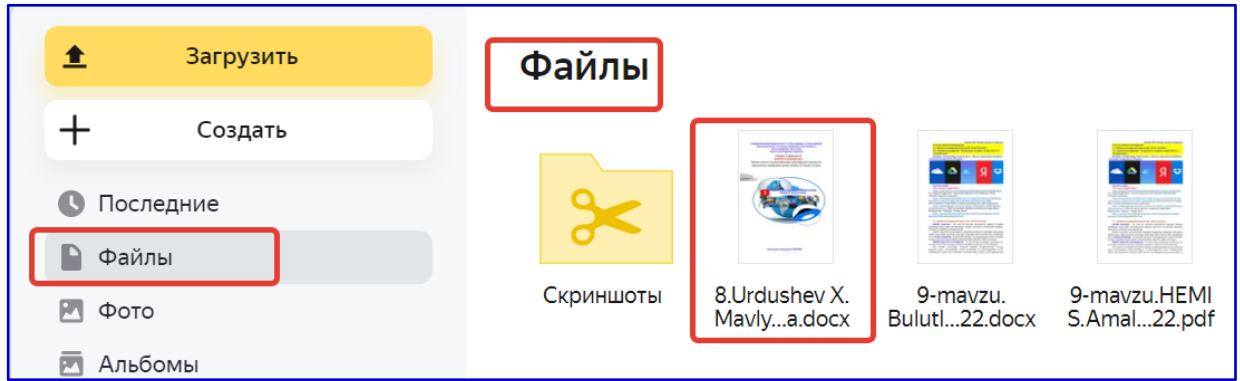 Загрузить
Создать
Последние
Файлы
Фото
Альбомы
Файлы
Скриншоты
8.Urdushev X.
Mavly...a.docx
9-mavzu.
Bulutl...22.docx
9-mavzu.HEMI
S.Amal...22.pdf